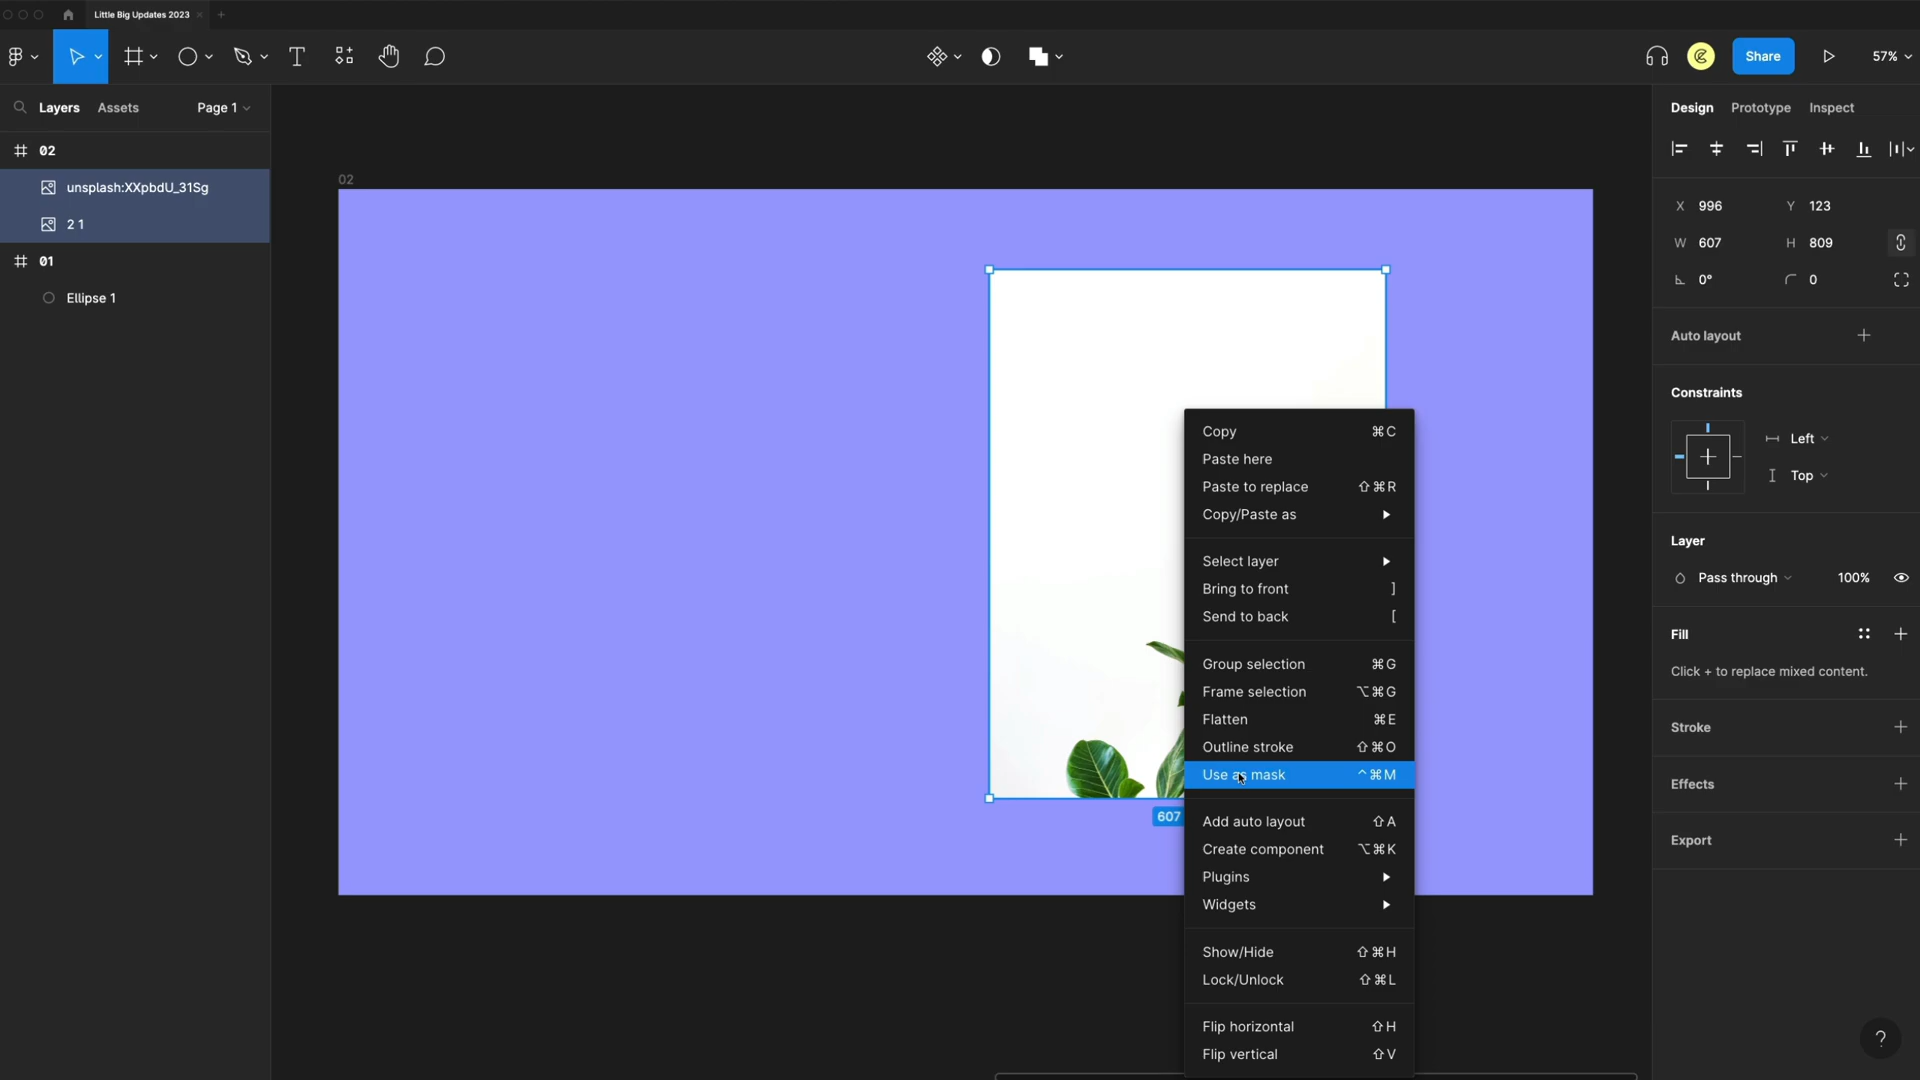 Little Big Updates 2023
Share
57%
Layers
Assets
Page 1
02
unsplash:XXpbdU_31Sg
2 1
01
Ellipse 1
02
607
Copy ⌘C
Paste here
Paste to replace ⇧⌘R
Copy/Paste as
Select layer
Bring to front ]
Send to back [
Group selection ⌘G
Frame selection ⌥⌘G
Flatten ⌘E
Outline stroke ⇧⌘O
Use as mask ^⌘M
Add auto layout ⇧A
Create component ⌥⌘K
Plugins
Widgets
Show/Hide ⇧⌘H
Lock/Unlock ⇧⌘L
Flip horizontal ⇧H
Flip vertical ⇧V
Design Prototype Inspect
X 996 Y 123
W 607 H 809
0° 0
Auto layout
Constraints
Left
Top
Layer
Pass through 100%
Fill
Click + to replace mixed content.
Stroke
Effects
Export
?